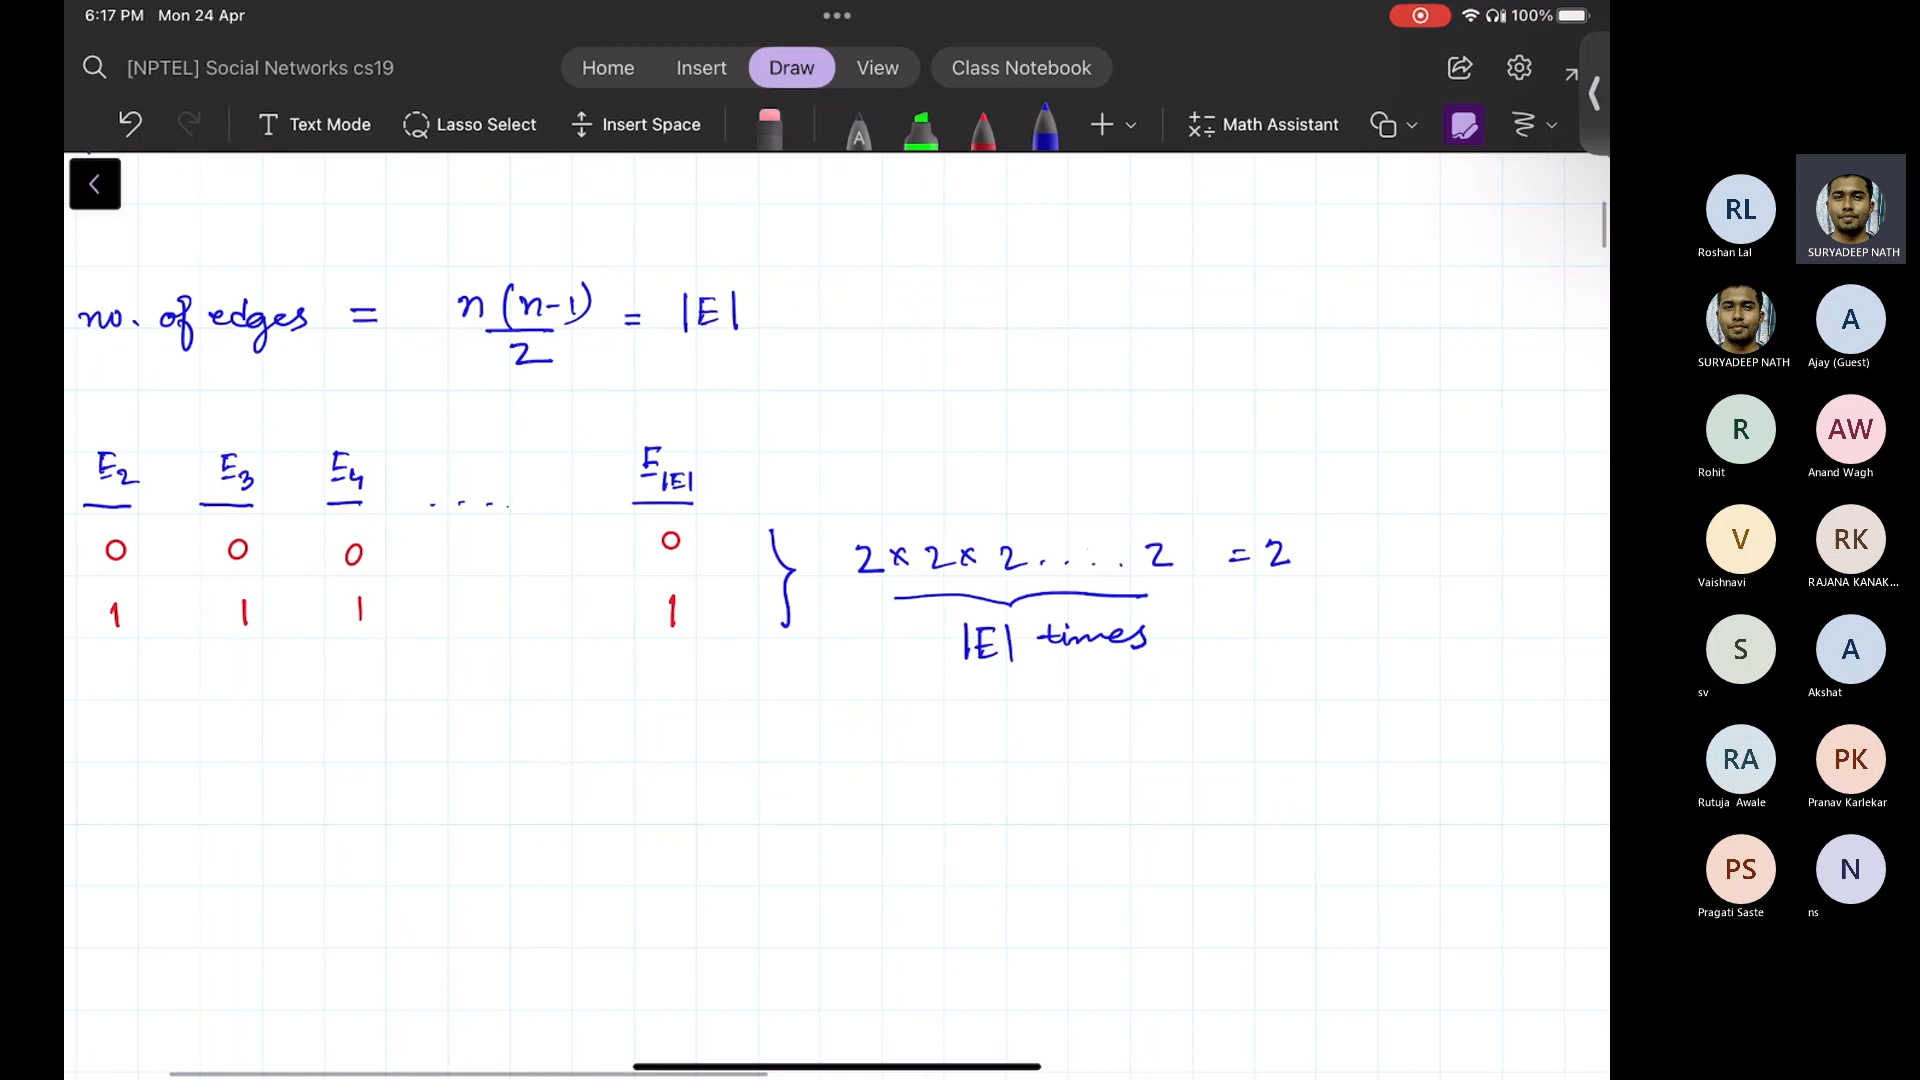 6:17 PM Mon 24 Apr
100%
[NPTEL] Social Networks cs19
Home Insert Draw View Class Notebook
Text Mode Lasso Select Insert Space A Math Assistant
no. of edges = n(n-1)/2 = |E|
E2 E3 E4 .... E|E|
0 0 0 0
1 1 1 1
2 × 2 × 2 ..... 2 = 2
|E| times
RL
Roshan Lal
SURYADEEP NATH
SURYADEEP NATH
A
Ajay (Guest)
R
Rohit
AW
Anand Wagh
V
Vaishnavi
RK
RAJANA KANAK...
S
sv
A
Akshat
RA
Rutuja Awale
PK
Pranav Karlekar
PS
Pragati Saste
N
ns